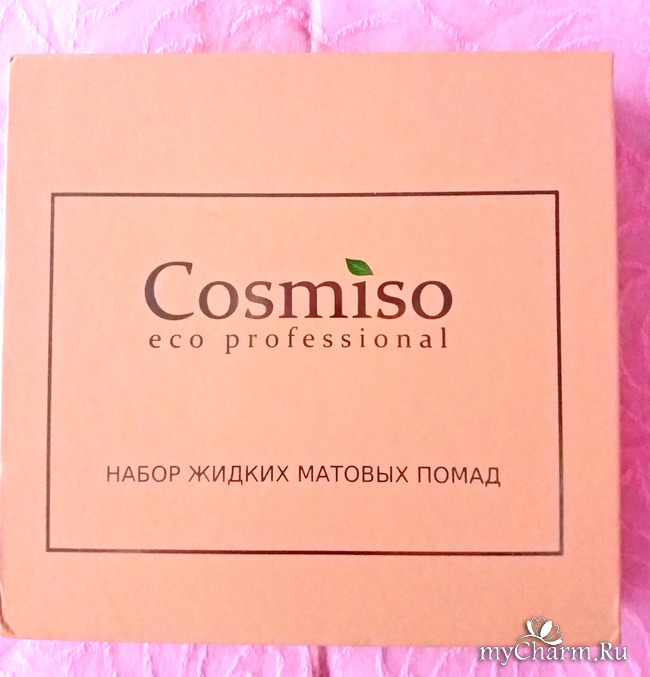 Cosmiso
eco professional
НАБОР ЖИДКИХ МАТОВЫХ ПОМАД
myCharm.Ru